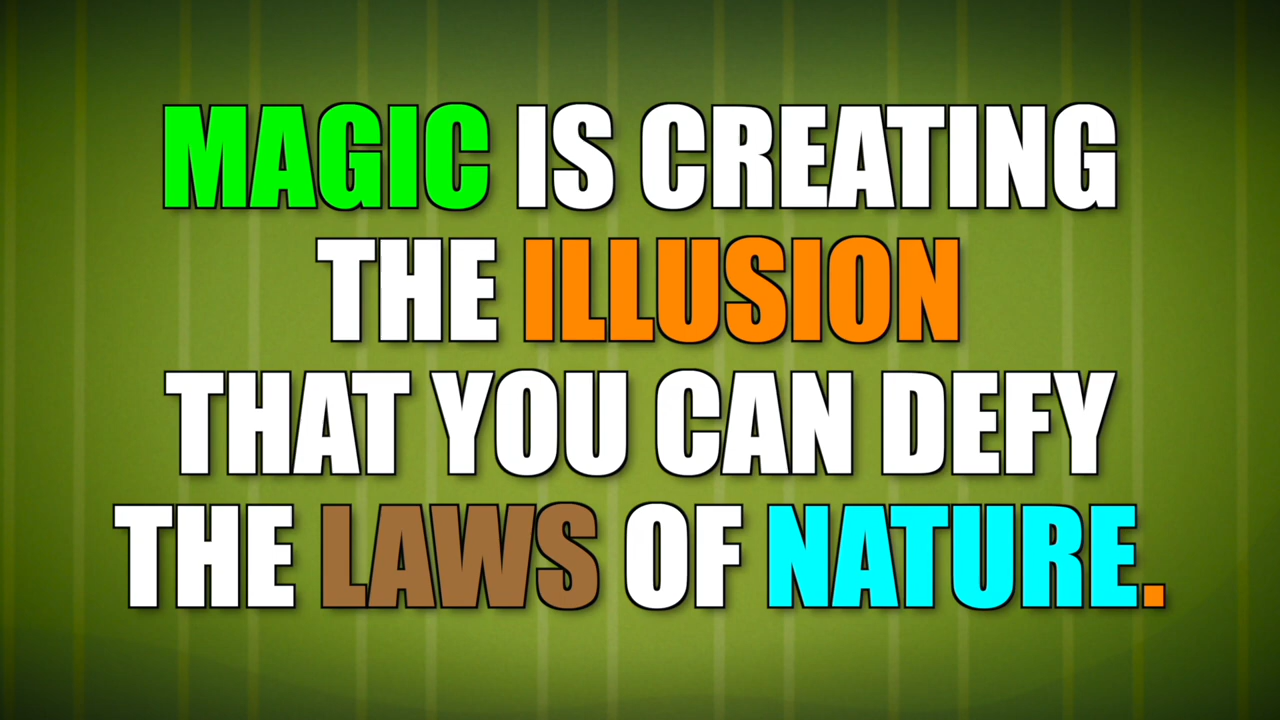 MAGIC IS CREATING
THE ILLUSION
THAT YOU CAN DEFY
THE LAWS OF NATURE.